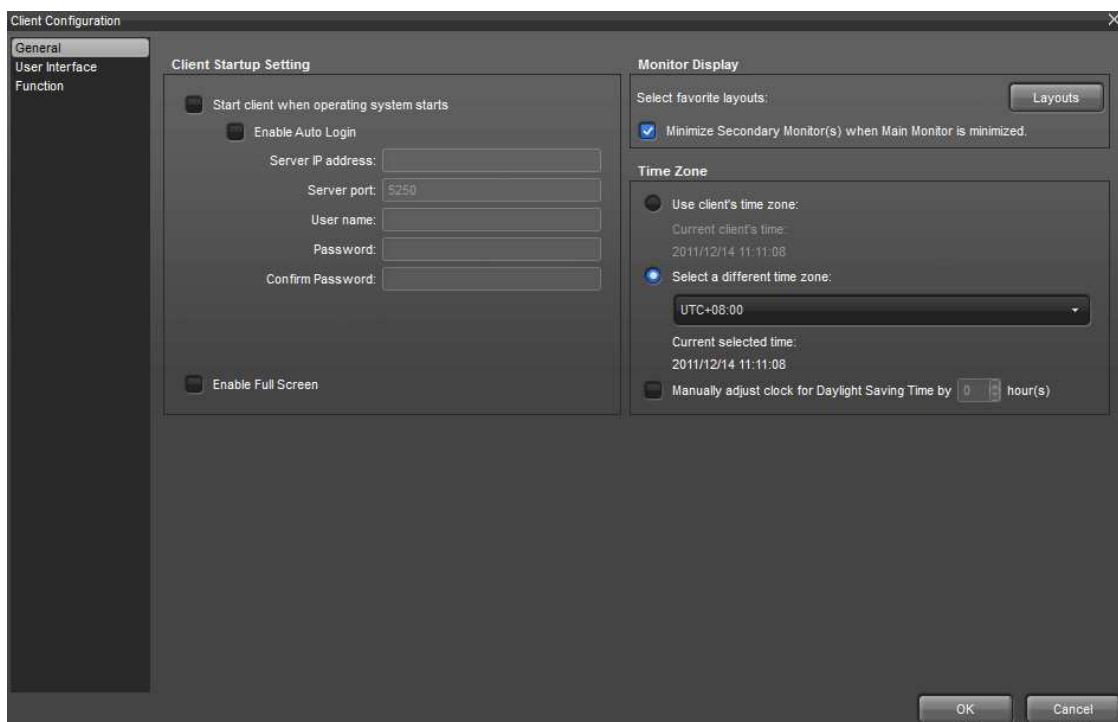 Client Configuration
General
User Interface
Function
Client Startup Setting
Start client when operating system starts
Enable Auto Login
Server IP address:
Server port: 5250
User name:
Password:
Confirm Password:
Enable Full Screen
Monitor Display
Select favorite layouts: Layouts
Minimize Secondary Monitor(s) when Main Monitor is minimized.
Time Zone
Use client's time zone:
Current client's time:
2011/12/14 11:11:08
Select a different time zone:
UTC+08:00
Current selected time:
2011/12/14 11:11:08
Manually adjust clock for Daylight Saving Time by 0 hour(s)
OK Cancel